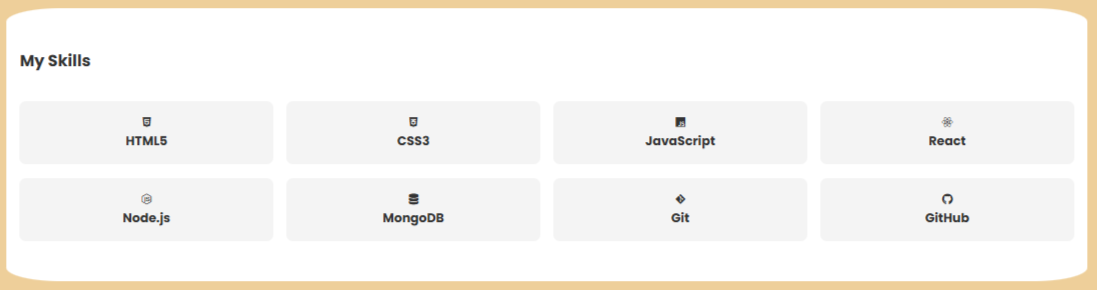 My Skills
HTML5
CSS3
JavaScript
React
Node.js
MongoDB
Git
GitHub